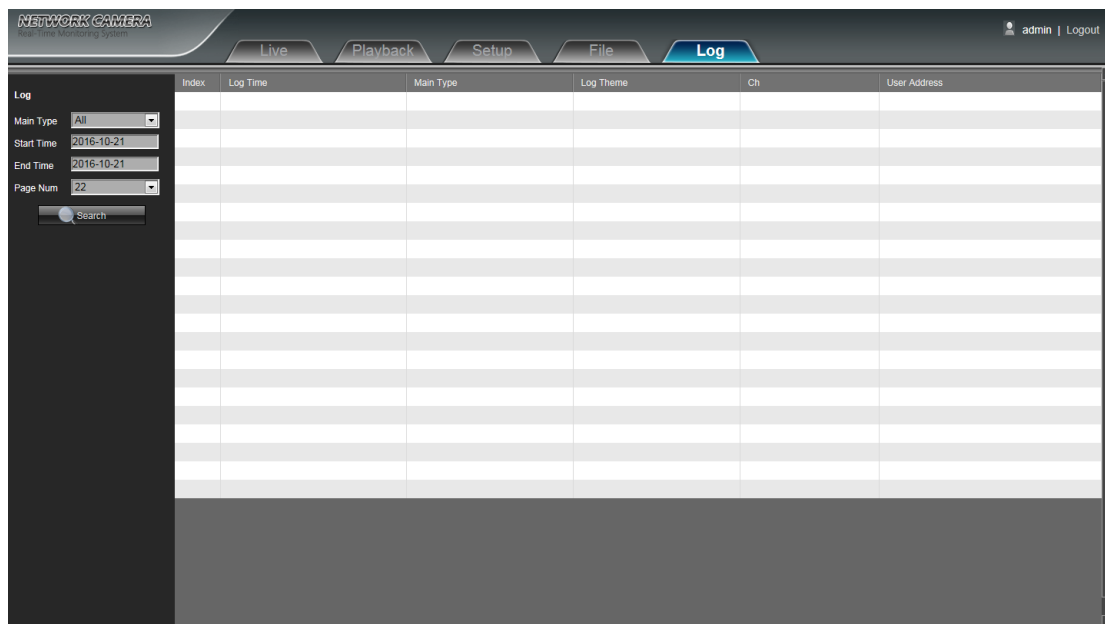 NETWORK CAMERA
Real-Time Monitoring System
admin | Logout
Live Playback Setup File Log
Index Log Time Main Type Log Theme Ch User Address
Log
Main Type All
Start Time 2016-10-21
End Time 2016-10-21
Page Num 22
Search